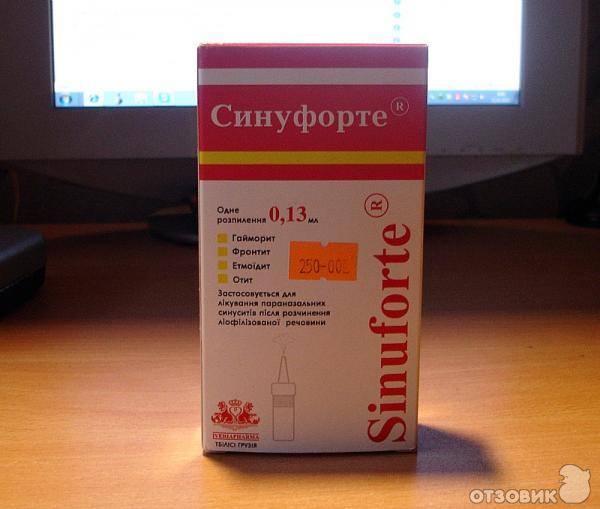 Синуфорте®
Одне
розпилення 0,13 мл
Гайморит
Фронтит
Етмоїдит
Отит
250-00
Застосовується для
лікування параназальних
синуситів після розчинення
ліофілізованої речовини
Sinuforte®
IVERIAPHARMA
ТБІЛІСІ ГРУЗІЯ
ОТЗОВИК